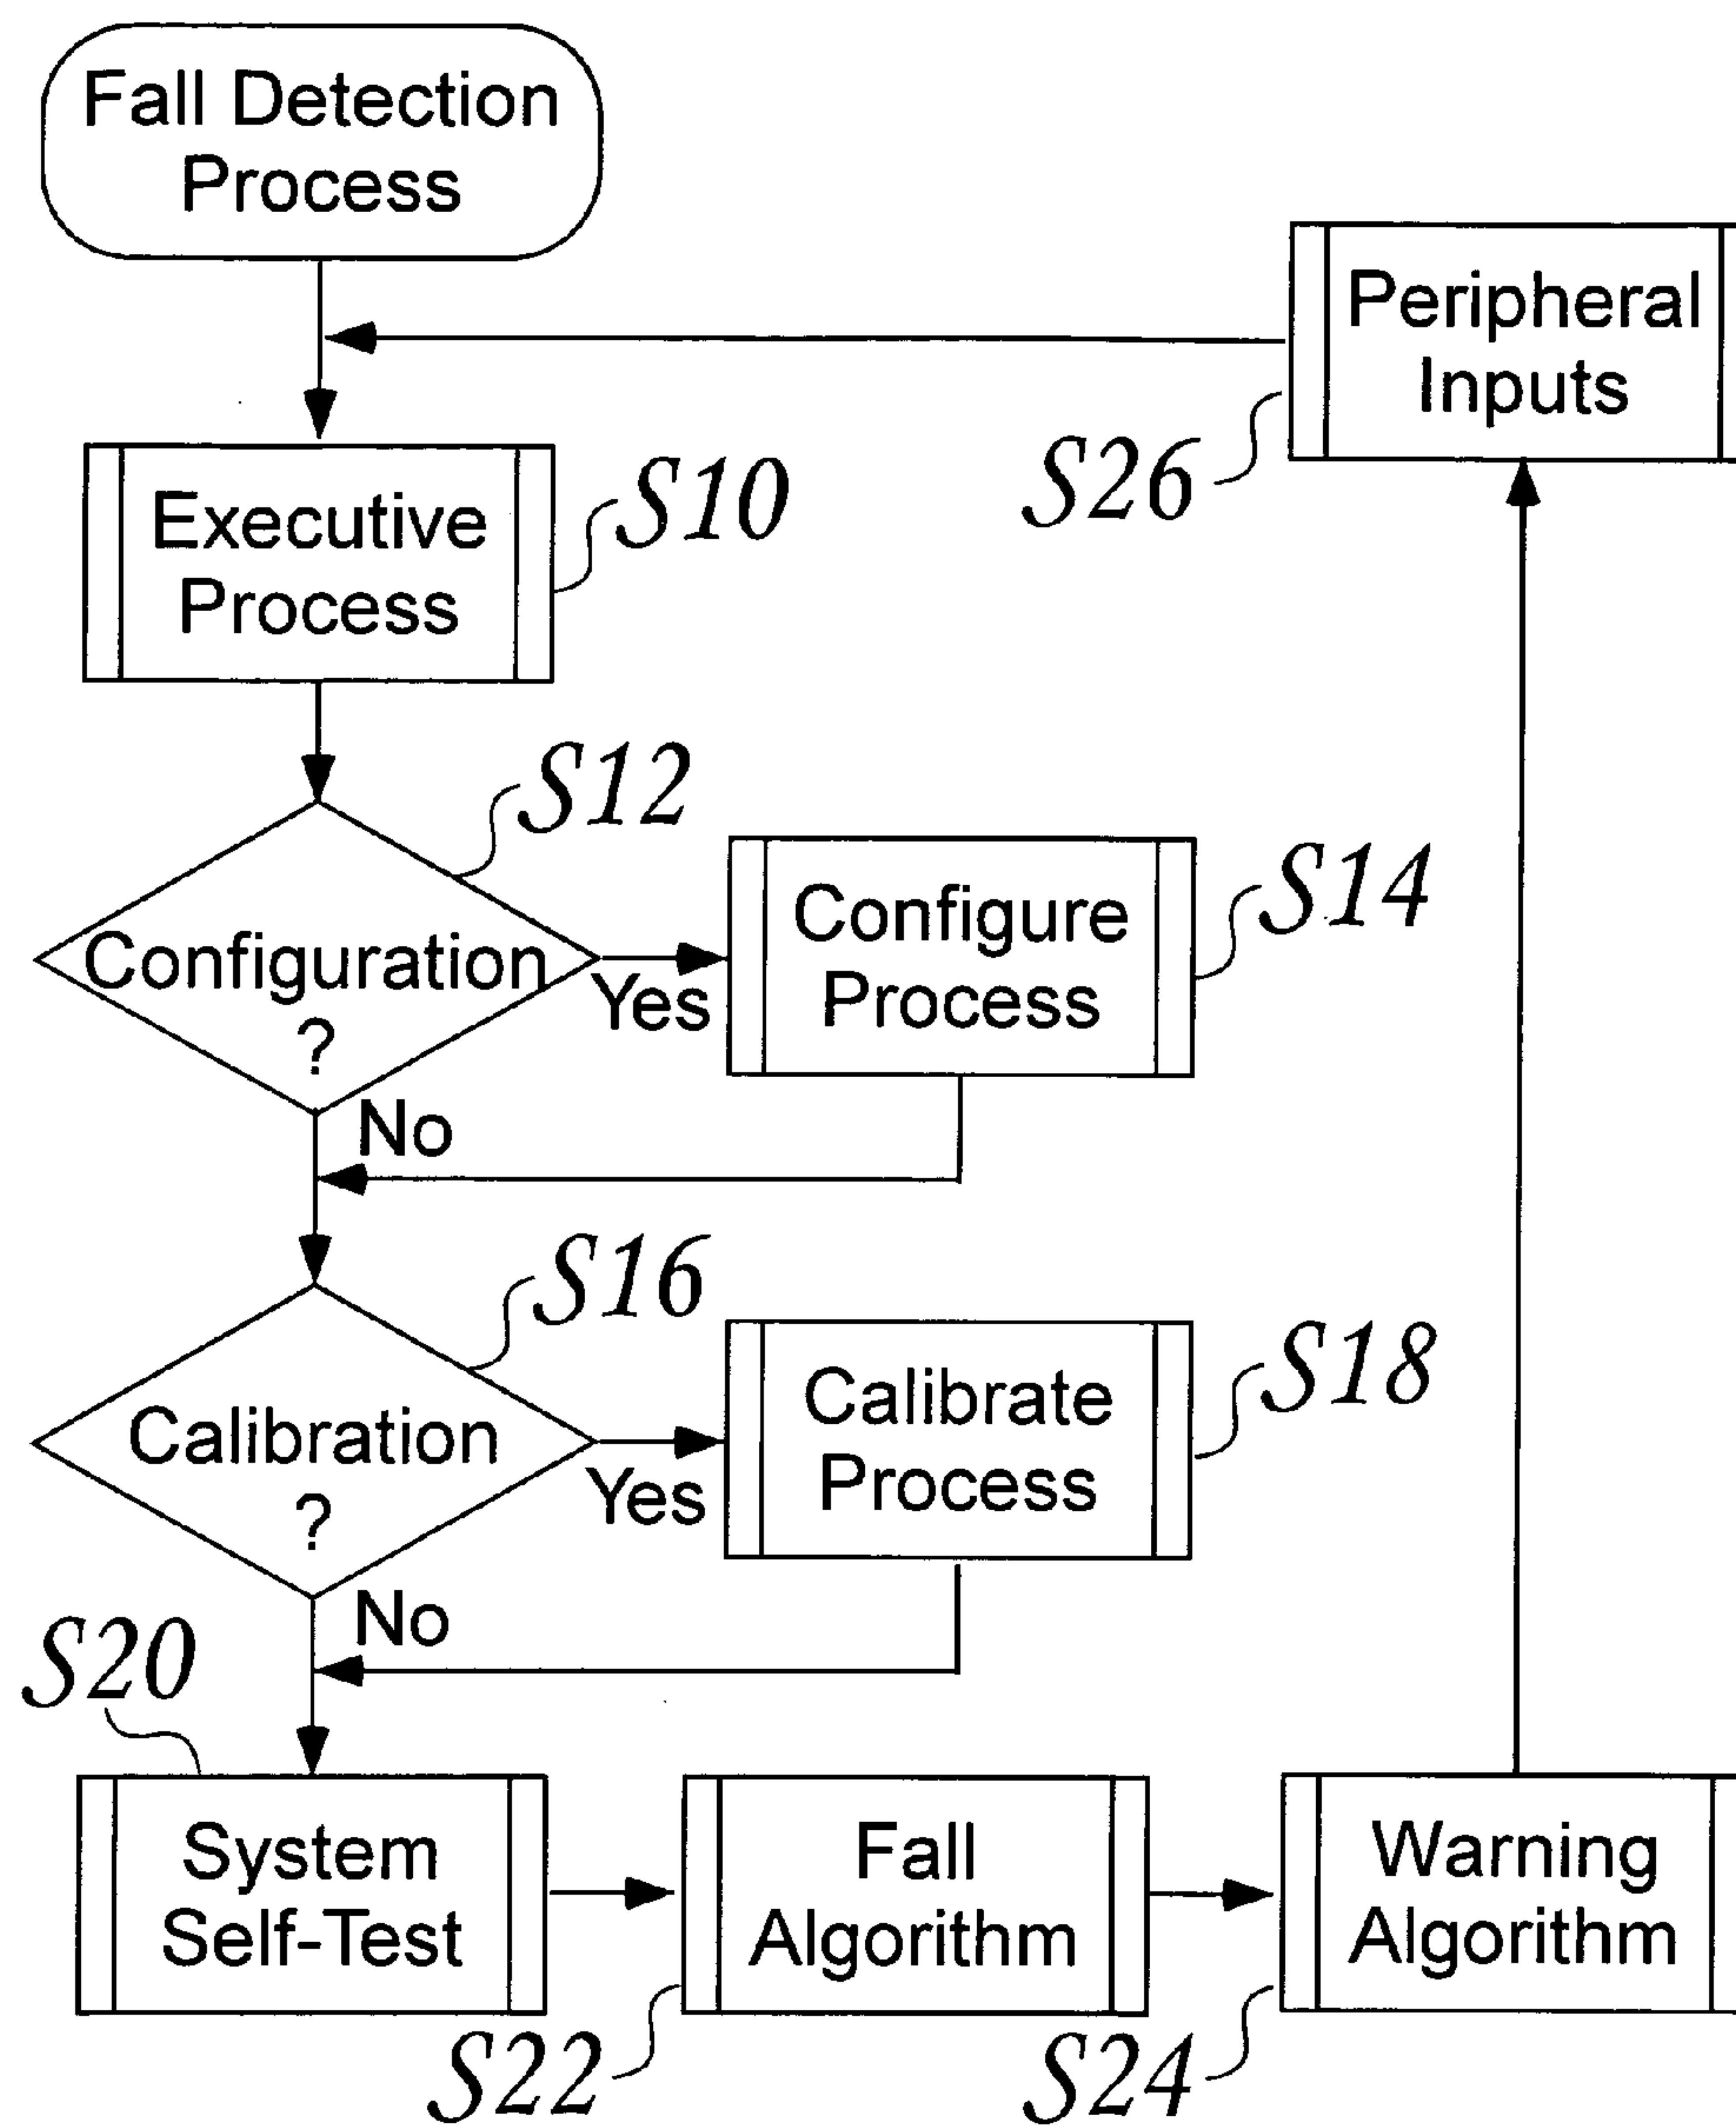 Fall Detection
Process
Peripheral
Inputs
S26
Executive
Process
S10
S12
Configuration
?
Yes
Configure
Process
S14
No
S16
Calibration
?
Yes
Calibrate
Process
S18
No
S20
System
Self-Test
Fall
Algorithm
Warning
Algorithm
S22
S24